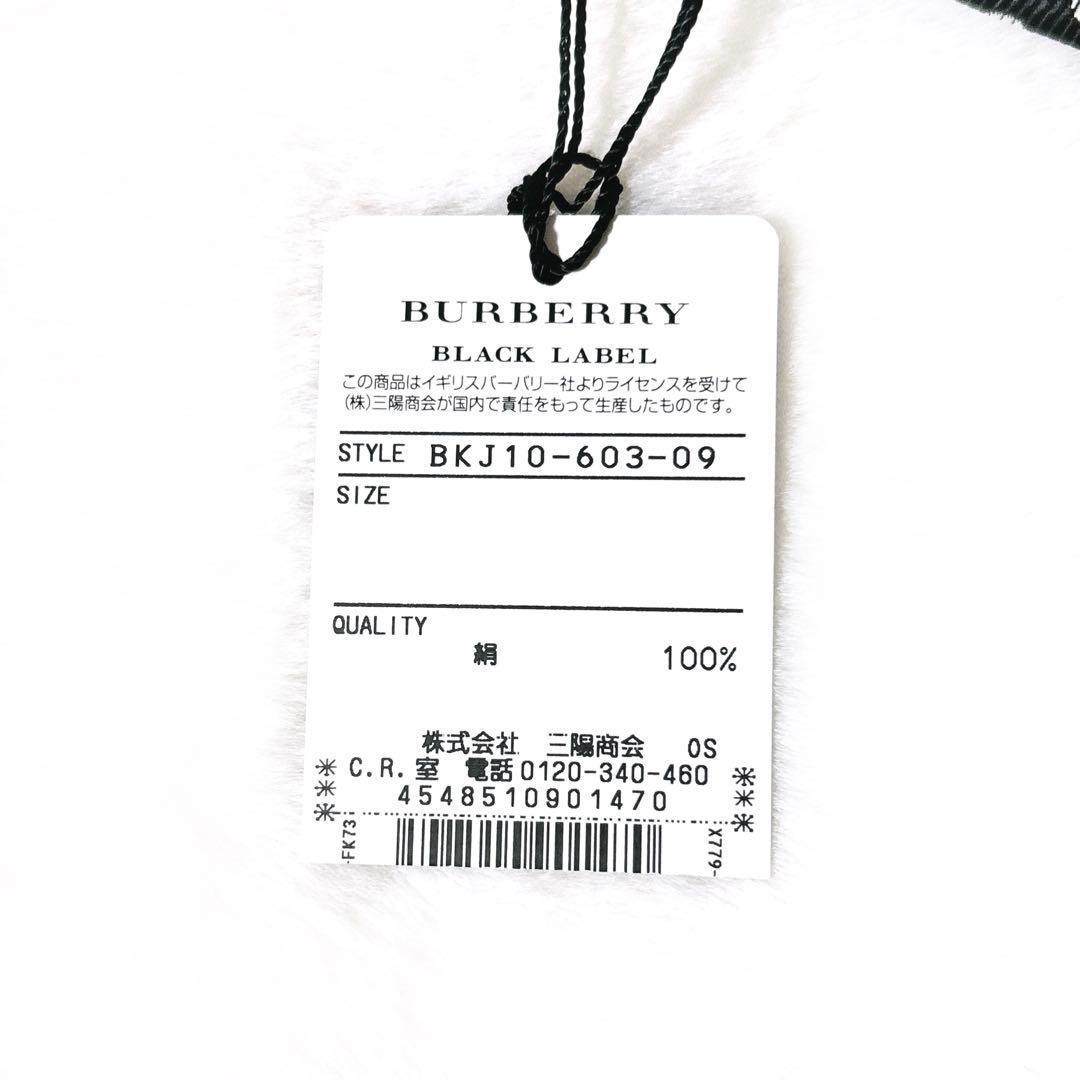 BURBERRY
BLACK LABEL
この商品はイギリスバーバリー社よりライセンスを受けて
(株)三陽商会が国内で責任をもって生産したものです。
STYLE BKJ10-603-09
SIZE
QUALITY
絹 100%
株式会社 三陽商会 OS
C.R.室 電話0120-340-460
4548510901470
-FK73
X779-